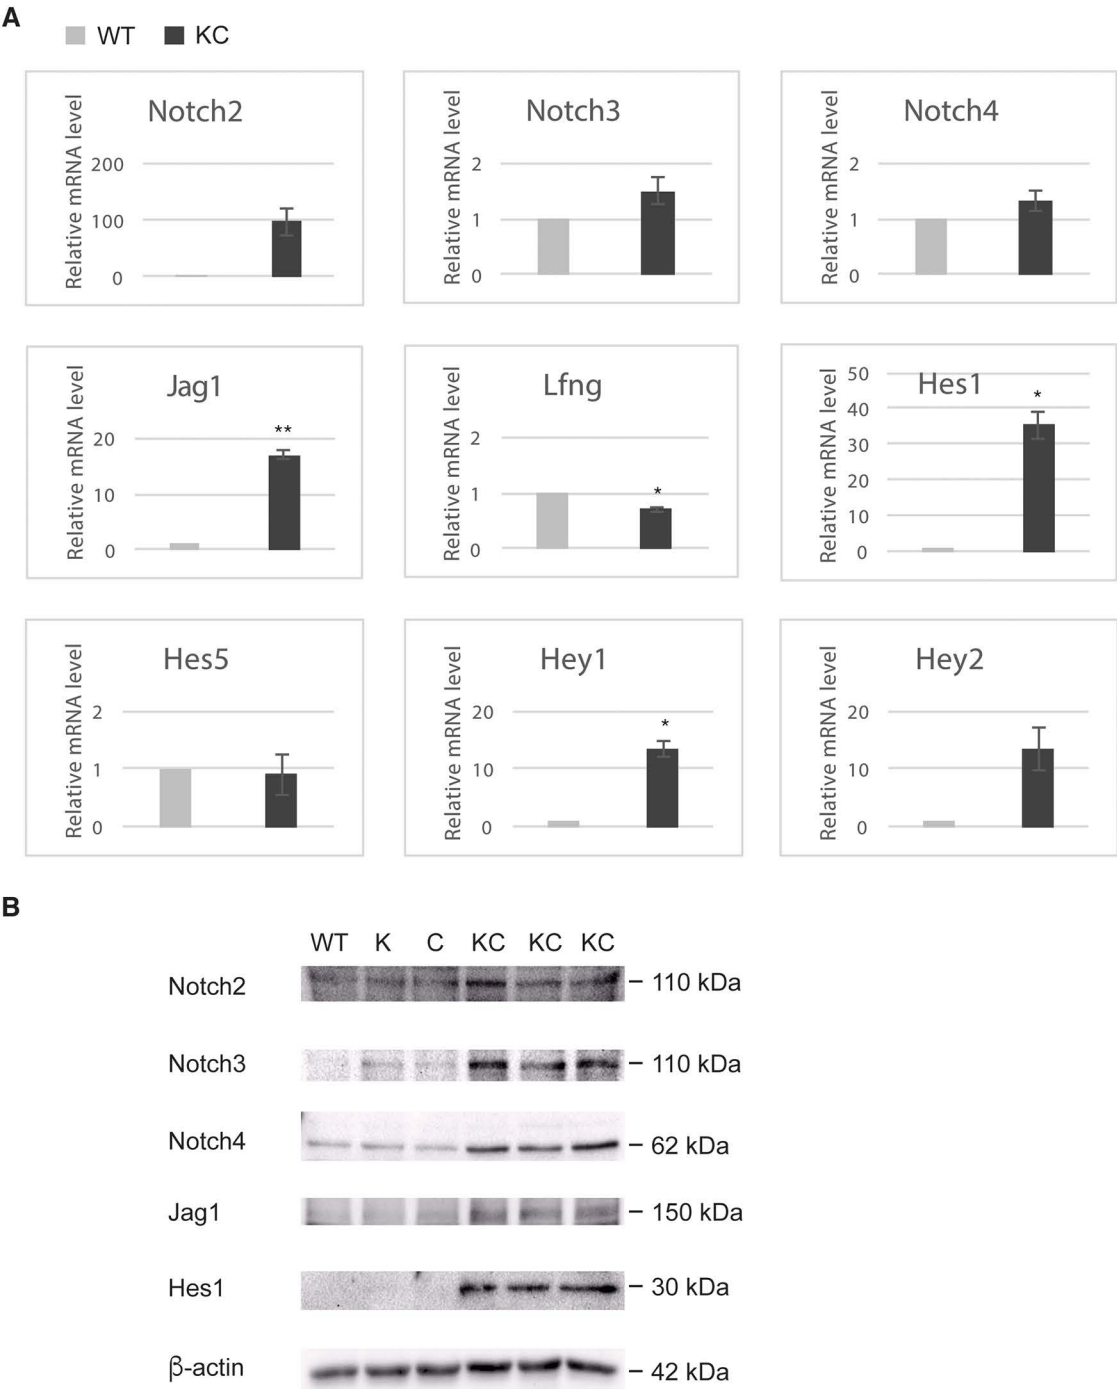 A
WT KC
Notch2
Relative mRNA level
200
100
0
Notch3
Relative mRNA level
2
1
0
Notch4
Relative mRNA level
2
1
0
Jag1
Relative mRNA level
**
20
10
0
Lfng
Relative mRNA level
2
1
*
0
Hes1
Relative mRNA level
50
*
40
30
20
10
0
Hes5
Relative mRNA level
2
1
0
Hey1
Relative mRNA level
20
*
10
0
Hey2
Relative mRNA level
20
10
0
B
WT K C KC KC KC
Notch2 – 110 kDa
Notch3 – 110 kDa
Notch4 – 62 kDa
Jag1 – 150 kDa
Hes1 – 30 kDa
β-actin – 42 kDa